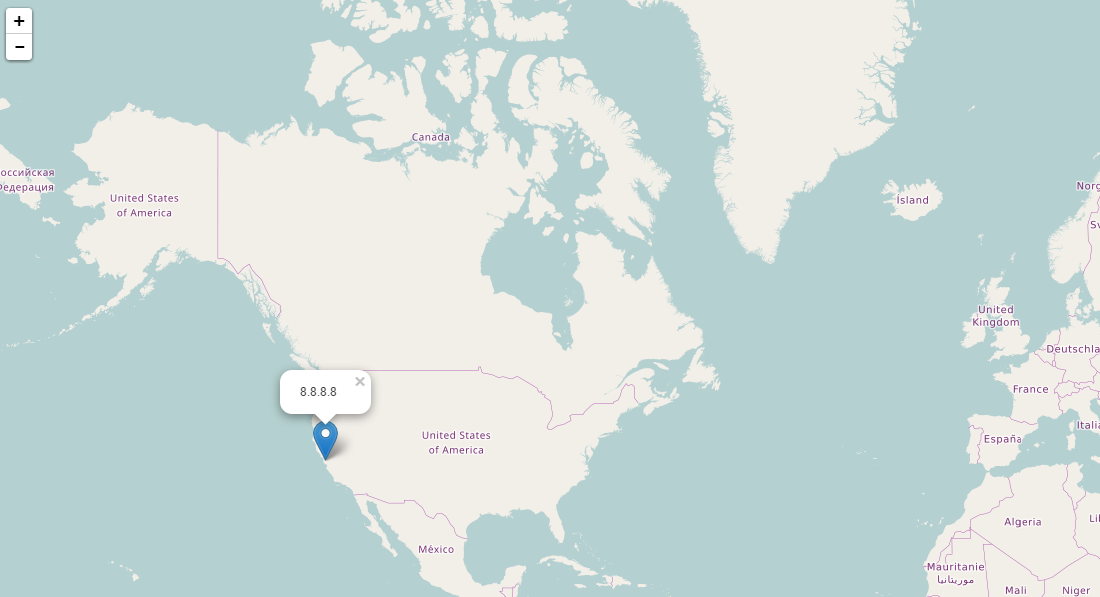 +
−
Canada
оссийская
Федерация
United States
of America
Ísland
Norg
Sv
United
Kingdom
Deutschla
8.8.8.8
×
France
United States
of America
España
Italia
Algeria
Li
México
Mauritanie
موريتانيا
Mali
Niger